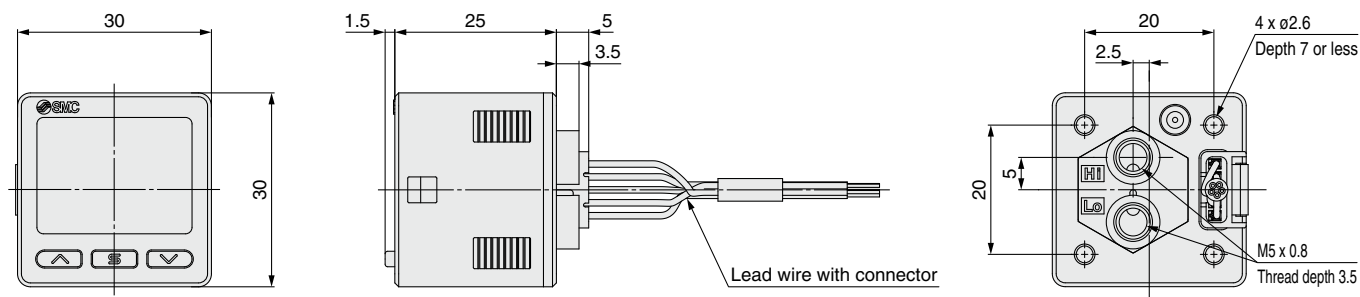 30
30
SMC
S
1.5
25
5
3.5
Lead wire with connector
20
2.5
4 x ø2.6
Depth 7 or less
20
5
Hi
Lo
M5 x 0.8
Thread depth 3.5